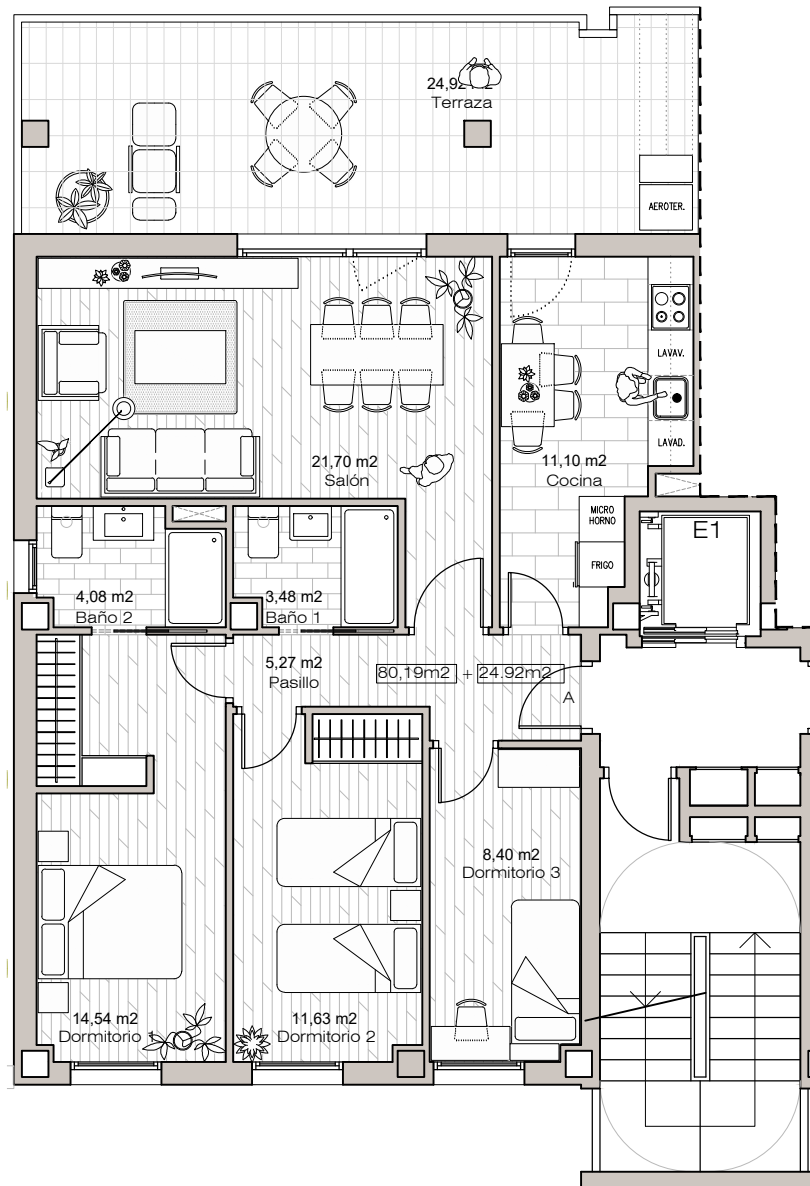 24,92
Terraza
AEROTER.
LAVAV.
LAVAD.
21,70 m2
Salón
11,10 m2
Cocina
MICRO
HORNO
FRIGO
E1
4,08 m2
Baño 2
3,48 m2
Baño 1
5,27 m2
Pasillo
80,19m2 + 24.92m2
A
8,40 m2
Dormitorio 3
14,54 m2
Dormitorio 1
11,63 m2
Dormitorio 2